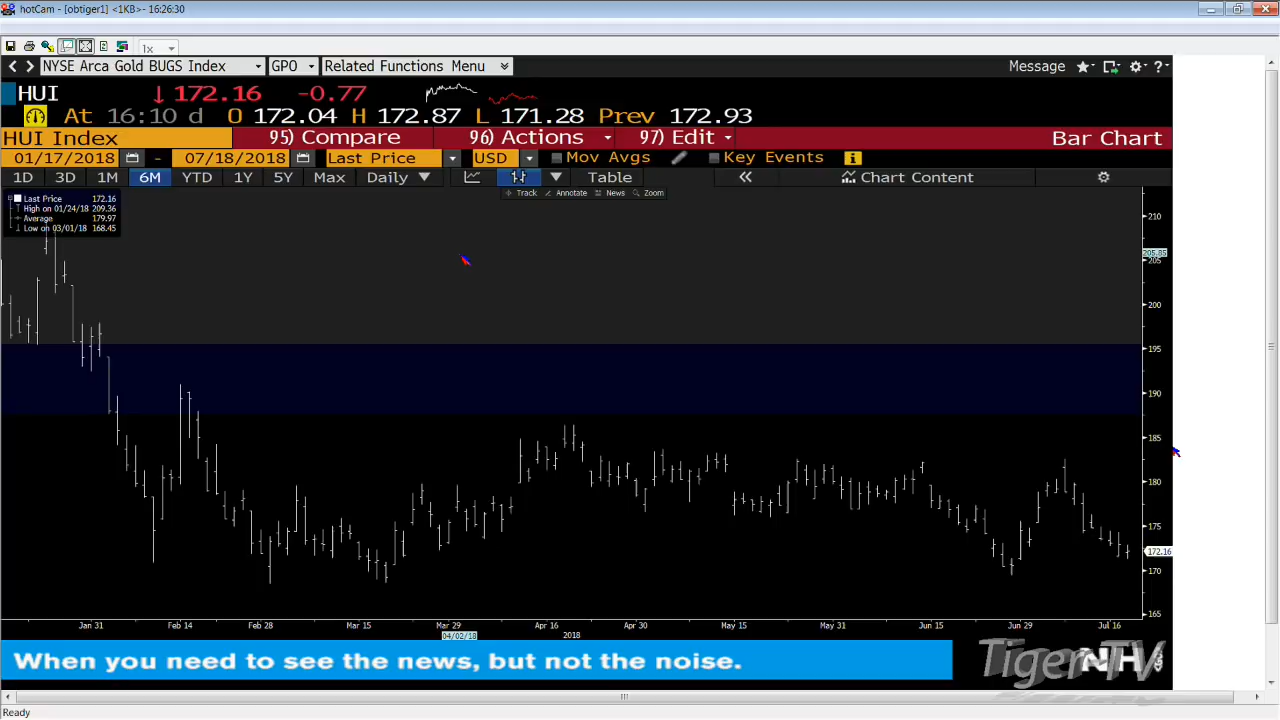 hotCam - [obtiger1] <1KB> - 16:26:30
1x
NYSE Arca Gold BUGS Index GPO Related Functions Menu Message ?
HUI ↓ 172.16 -0.77
At 16:10 d O 172.04 H 172.87 L 171.28 Prev 172.93
HUI Index 95) Compare 96) Actions 97) Edit Bar Chart
01/17/2018 - 07/18/2018 Last Price USD Mov Avgs Key Events i
1D 3D 1M 6M YTD 1Y 5Y Max Daily Table « Chart Content
Track Annotate News Zoom
Last Price 172.16
High on 01/24/18 209.36
Average 179.97
Low on 03/01/18 168.45
210
205.85
205
200
195
190
185
180
175
172.16
170
165
Jan 31 Feb 14 Feb 28 Mar 15 Mar 29 Apr 16 Apr 30 May 15 May 31 Jun 15 Jun 29 Jul 16
04/02/18 2018
When you need to see the news, but not the noise.
TigerTV
Ready